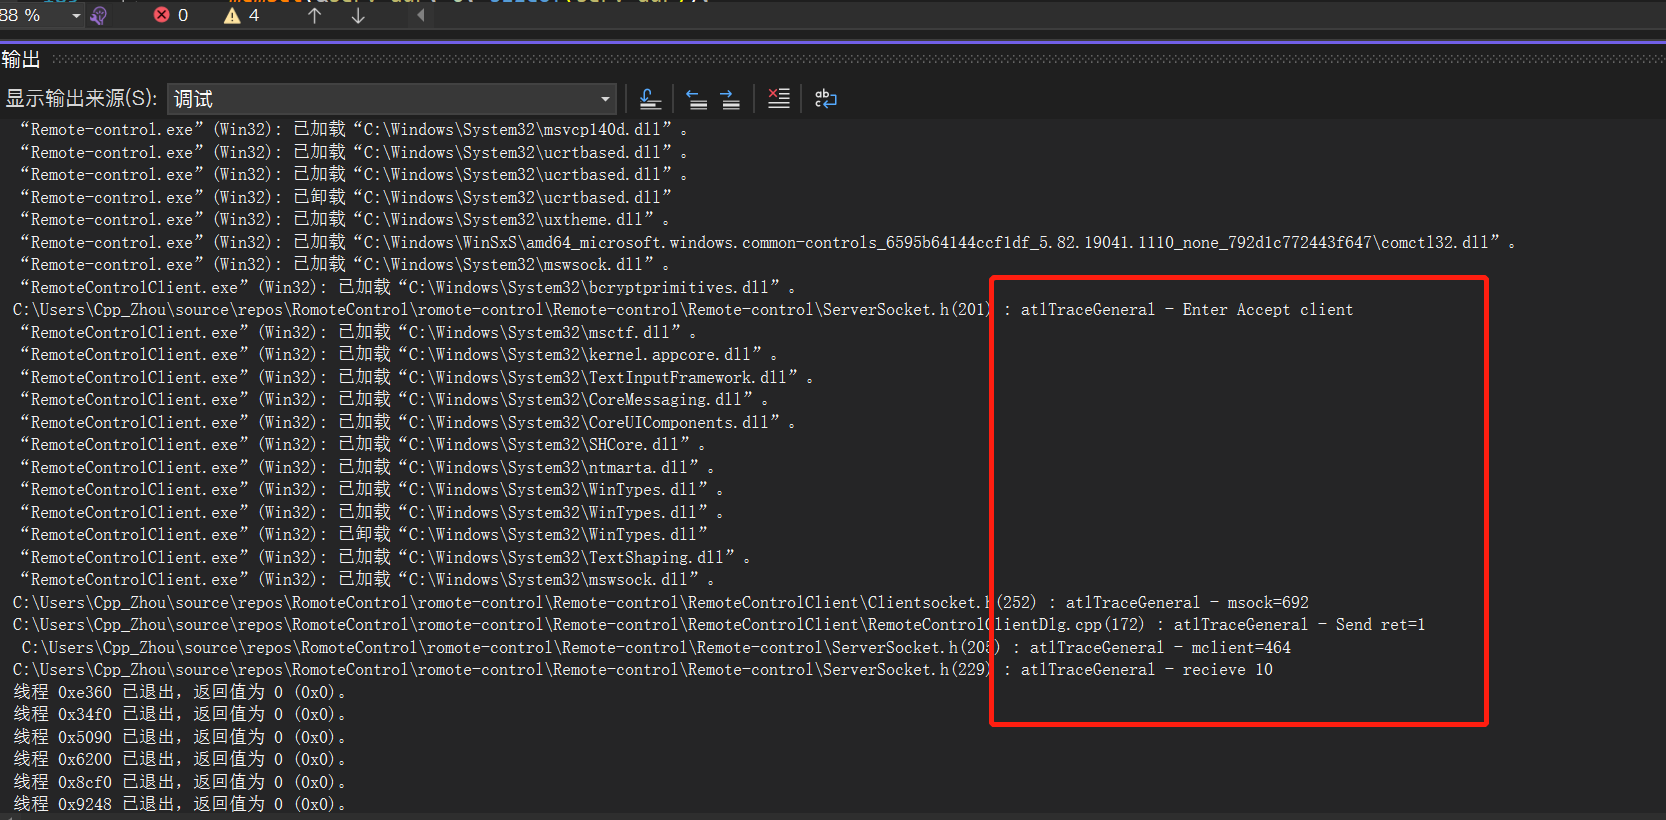 88 %
0
4
输出
显示输出来源(S):
调试
“Remote-control.exe”(Win32): 已加载“C:\Windows\System32\msvcp140d.dll”。
“Remote-control.exe”(Win32): 已加载“C:\Windows\System32\ucrtbased.dll”。
“Remote-control.exe”(Win32): 已加载“C:\Windows\System32\ucrtbased.dll”。
“Remote-control.exe”(Win32): 已卸载“C:\Windows\System32\ucrtbased.dll”
“Remote-control.exe”(Win32): 已加载“C:\Windows\System32\uxtheme.dll”。
“Remote-control.exe”(Win32): 已加载“C:\Windows\WinSxS\amd64_microsoft.windows.common-controls_6595b64144ccf1df_5.82.19041.1110_none_792d1c772443f647\comctl32.dll”。
“Remote-control.exe”(Win32): 已加载“C:\Windows\System32\mswsock.dll”。
“RemoteControlClient.exe”(Win32): 已加载“C:\Windows\System32\bcryptprimitives.dll”。
C:\Users\Cpp_Zhou\source\repos\RomoteControl\romote-control\Remote-control\Remote-control\ServerSocket.h(201) : atlTraceGeneral - Enter Accept client
“RemoteControlClient.exe”(Win32): 已加载“C:\Windows\System32\msctf.dll”。
“RemoteControlClient.exe”(Win32): 已加载“C:\Windows\System32\kernel.appcore.dll”。
“RemoteControlClient.exe”(Win32): 已加载“C:\Windows\System32\TextInputFramework.dll”。
“RemoteControlClient.exe”(Win32): 已加载“C:\Windows\System32\CoreMessaging.dll”。
“RemoteControlClient.exe”(Win32): 已加载“C:\Windows\System32\CoreUIComponents.dll”。
“RemoteControlClient.exe”(Win32): 已加载“C:\Windows\System32\SHCore.dll”。
“RemoteControlClient.exe”(Win32): 已加载“C:\Windows\System32\ntmarta.dll”。
“RemoteControlClient.exe”(Win32): 已加载“C:\Windows\System32\WinTypes.dll”。
“RemoteControlClient.exe”(Win32): 已加载“C:\Windows\System32\WinTypes.dll”。
“RemoteControlClient.exe”(Win32): 已卸载“C:\Windows\System32\WinTypes.dll”
“RemoteControlClient.exe”(Win32): 已加载“C:\Windows\System32\TextShaping.dll”。
“RemoteControlClient.exe”(Win32): 已加载“C:\Windows\System32\mswsock.dll”。
C:\Users\Cpp_Zhou\source\repos\RomoteControl\romote-control\Remote-control\RemoteControlClient\Clientsocket.h(252) : atlTraceGeneral - msock=692
C:\Users\Cpp_Zhou\source\repos\RomoteControl\romote-control\Remote-control\RemoteControlClient\RemoteControlClientDlg.cpp(172) : atlTraceGeneral - Send ret=1
C:\Users\Cpp_Zhou\source\repos\RomoteControl\romote-control\Remote-control\Remote-control\ServerSocket.h(205) : atlTraceGeneral - mclient=464
C:\Users\Cpp_Zhou\source\repos\RomoteControl\romote-control\Remote-control\Remote-control\ServerSocket.h(229) : atlTraceGeneral - recieve 10
线程 0xe360 已退出，返回值为 0 (0x0)。
线程 0x34f0 已退出，返回值为 0 (0x0)。
线程 0x5090 已退出，返回值为 0 (0x0)。
线程 0x6200 已退出，返回值为 0 (0x0)。
线程 0x8cf0 已退出，返回值为 0 (0x0)。
线程 0x9248 已退出，返回值为 0 (0x0)。